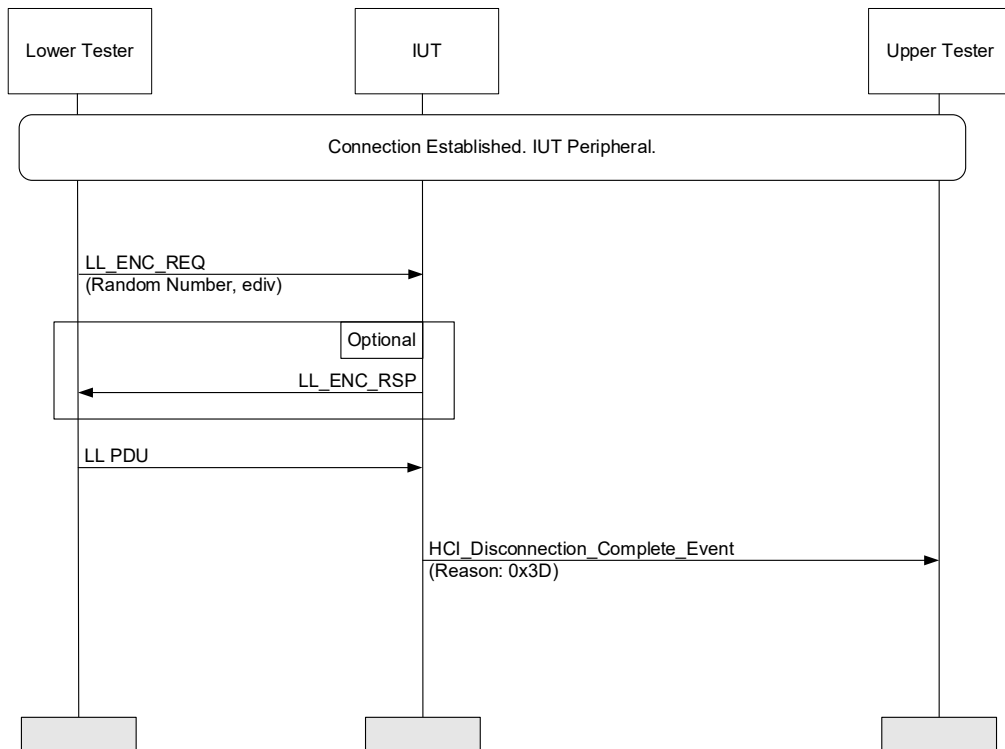 Lower Tester
IUT
Upper Tester
Connection Established. IUT Peripheral.
LL_ENC_REQ
(Random Number, ediv)
Optional
LL_ENC_RSP
LL PDU
HCI_Disconnection_Complete_Event
(Reason: 0x3D)